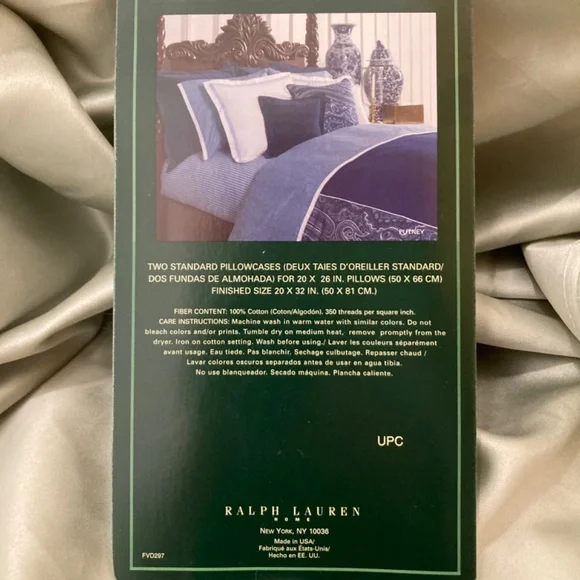 PUTNEY
TWO STANDARD PILLOWCASES (DEUX TAIES D'OREILLER STANDARD/
DOS FUNDAS DE ALMOHADA) FOR 20 X 26 IN. PILLOWS (50 X 66 CM)
FINISHED SIZE 20 X 32 IN. (50 X 81 CM.)
FIBER CONTENT: 100% Cotton (Coton/Algodón). 350 threads per square inch.
CARE INSTRUCTIONS: Machine wash in warm water with similar colors. Do not
bleach colors and/or prints. Tumble dry on medium heat, remove promptly from the
dryer. Iron on cotton setting. Wash before using./ Laver les couleurs séparément
avant usage. Eau tiede. Pas blanchir. Sechage culbutage. Repasser chaud /
Lavar colores oscuros separados antes de usar en agua tibia.
No use blanqueador. Secado máquina. Plancha caliente.
UPC
RALPH LAUREN
HOME
NEW YORK, NY 10036
Made in USA/
Fabriqué aux États-Unis/
Hecho en EE. UU.
FVD297